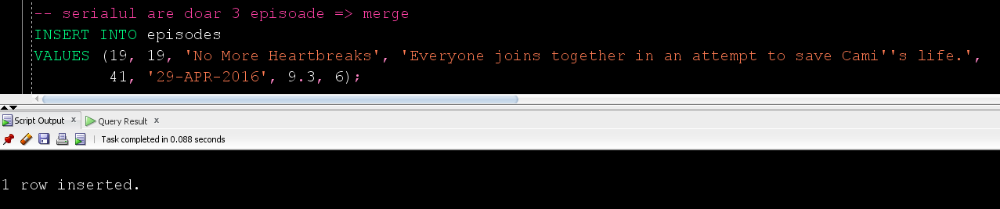 -- serialul are doar 3 episoade => merge
INSERT INTO episodes
VALUES (19, 19, 'No More Heartbreaks', 'Everyone joins together in an attempt to save Cami''s life.',
41, '29-APR-2016', 9.3, 6);
Script Output x Query Result x
Task completed in 0.088 seconds
1 row inserted.